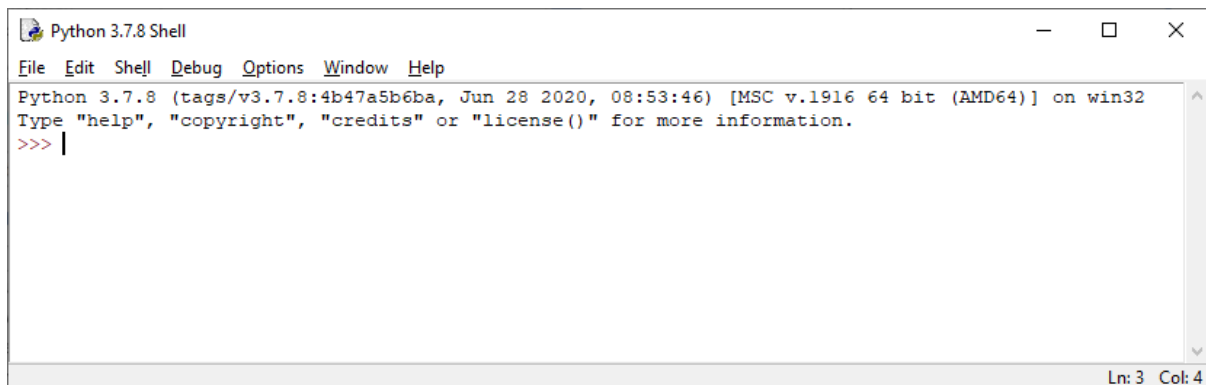 Python 3.7.8 Shell
File Edit Shell Debug Options Window Help
Python 3.7.8 (tags/v3.7.8:4b47a5b6ba, Jun 28 2020, 08:53:46) [MSC v.1916 64 bit (AMD64)] on win32
Type "help", "copyright", "credits" or "license()" for more information.
>>>
Ln: 3 Col: 4